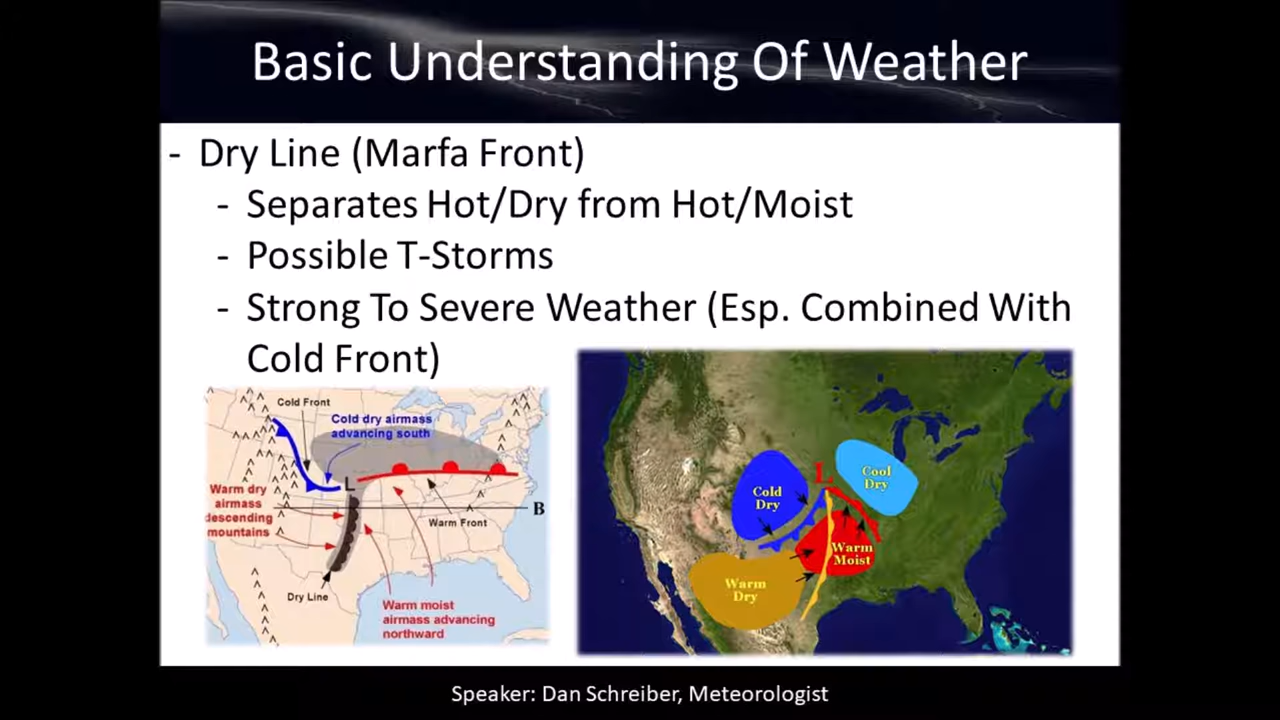 Basic Understanding Of Weather
- Dry Line (Marfa Front)
- Separates Hot/Dry from Hot/Moist
- Possible T-Storms
- Strong To Severe Weather (Esp. Combined With
Cold Front)
Cold Front
Cold dry airmass
advancing south
L
Warm dry
airmass
descending
mountains
B
Warm Front
Dry Line
Warm moist
airmass advancing
northward
L
Cool
Dry
Cold
Dry
Warm
Moist
Warm
Dry
Speaker: Dan Schreiber, Meteorologist